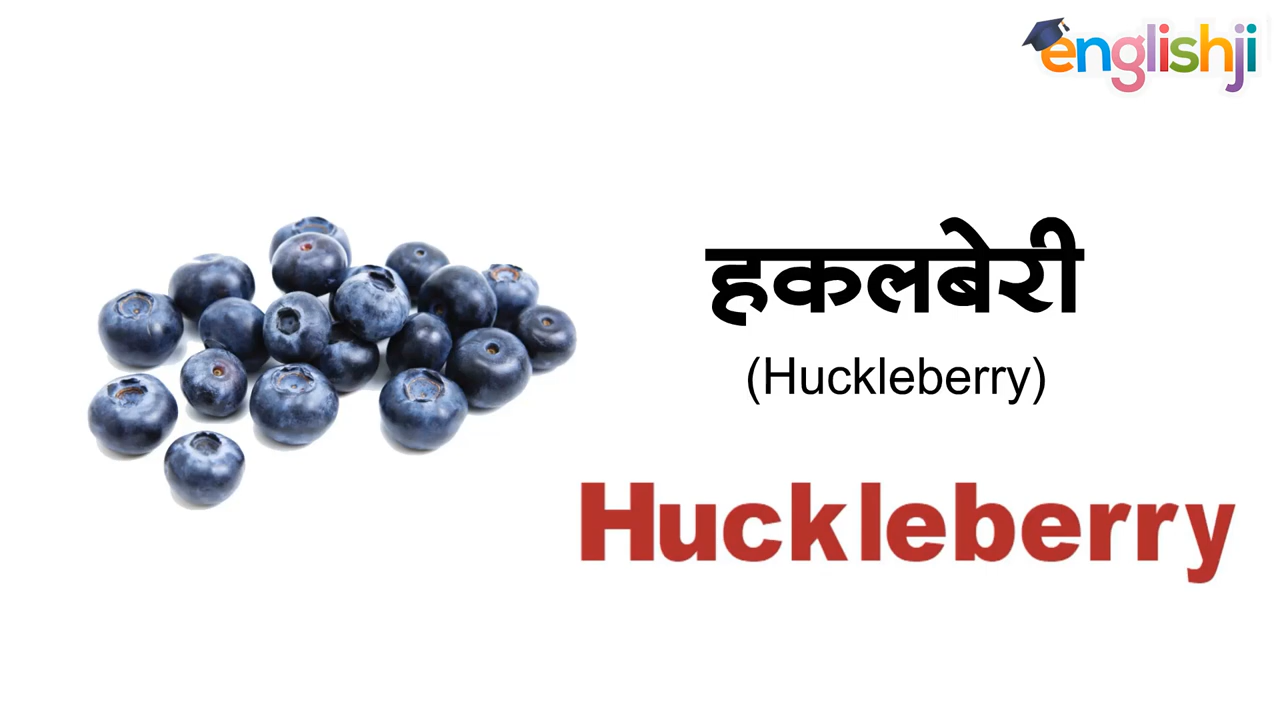 englishji
हकलबेरी
(Huckleberry)
Huckleberry